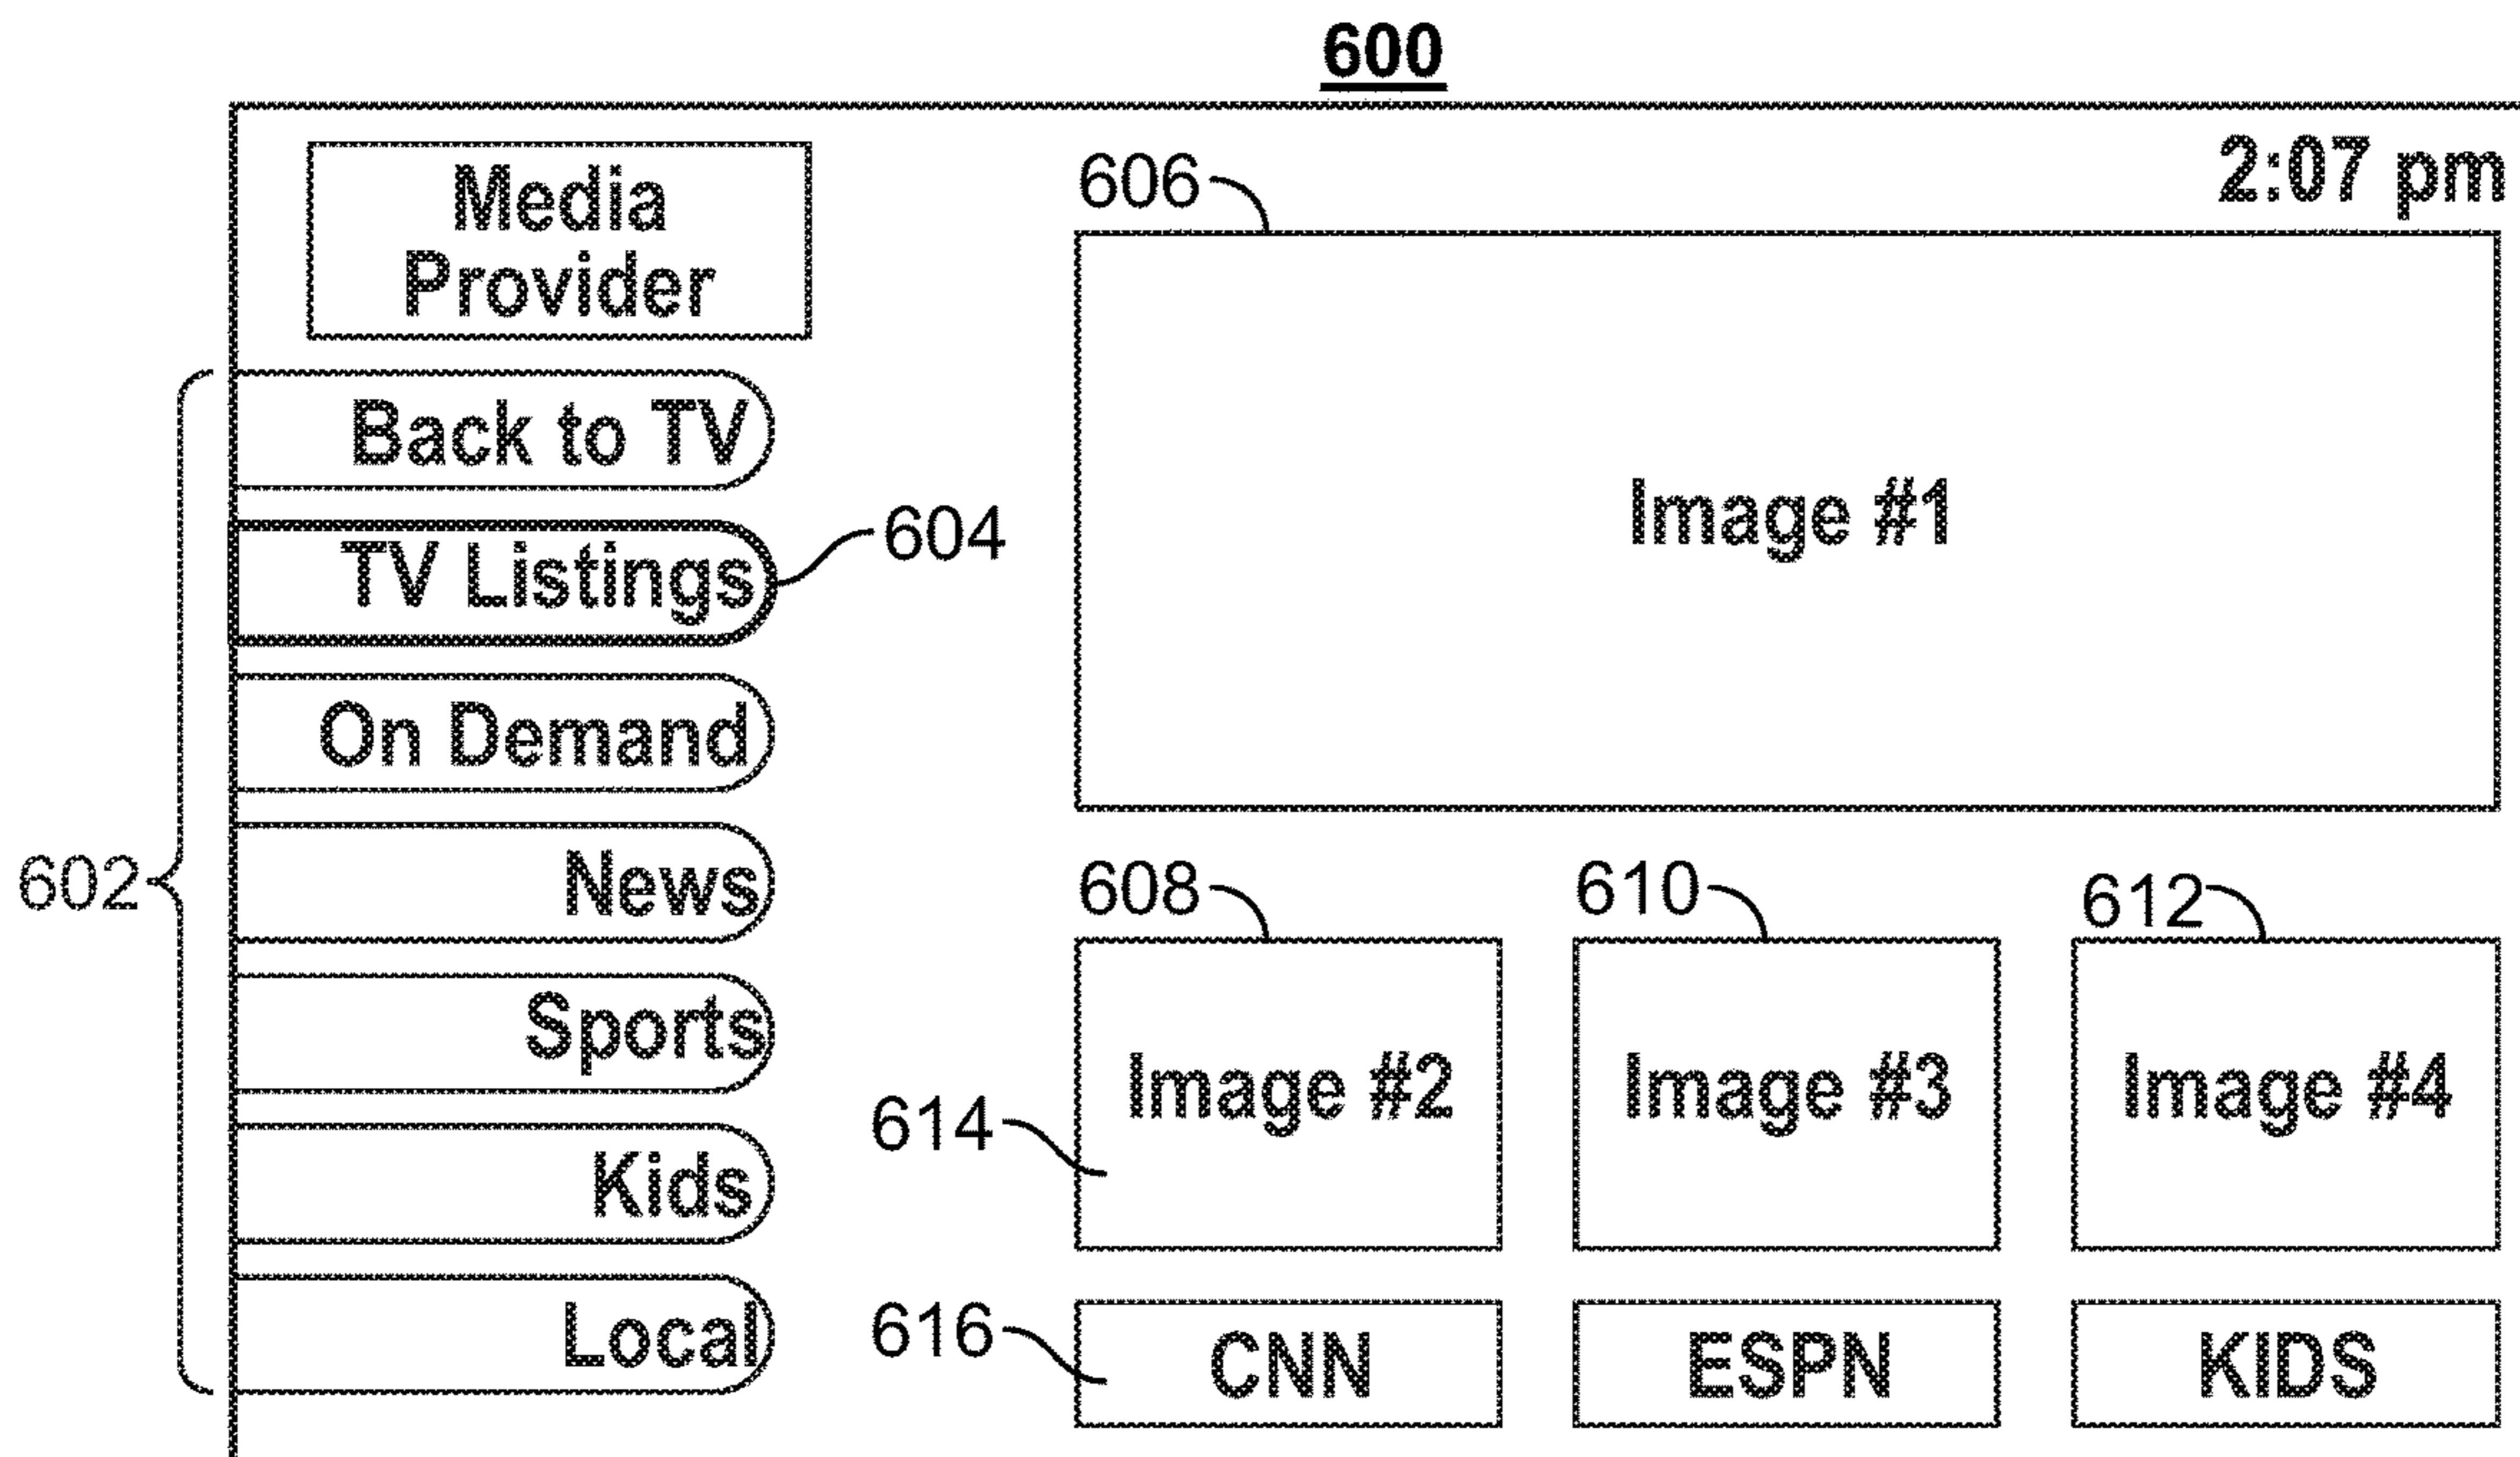 600
Media
Provider
2:07 pm
606
Back to TV
Image #1
TV Listings
604
On Demand
602
News
608
610
612
Sports
Image #2
Image #3
Image #4
614
Kids
Local
616
CNN
ESPN
KIDS